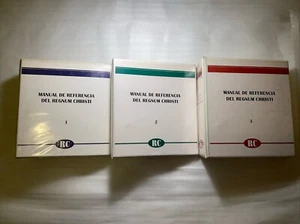 MANUAL DE REFERENCIA
DEL REGNUM CHRISTI
1
RC
MANUAL DE REFERENCIA
DEL REGNUM CHRISTI
2
RC
MANUAL DE REFERENCIA
DEL REGNUM CHRISTI
3
RC